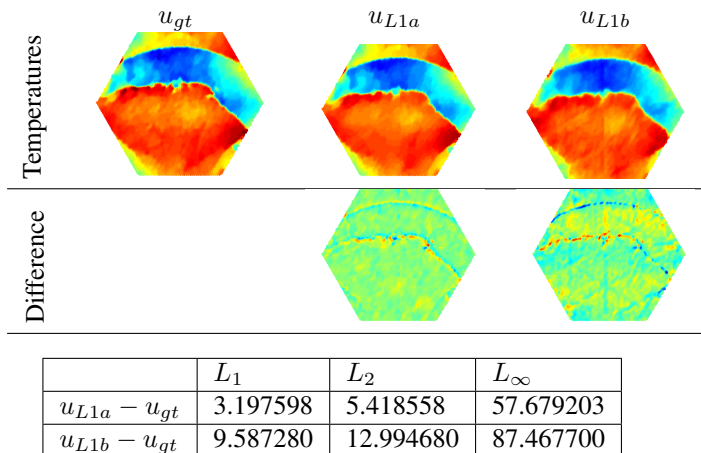 u_{gt} u_{L1a} u_{L1b}
Temperatures
Difference
L_1 L_2 L_∞
u_{L1a} − u_{gt} 3.197598 5.418558 57.679203
u_{L1b} − u_{gt} 9.587280 12.994680 87.467700